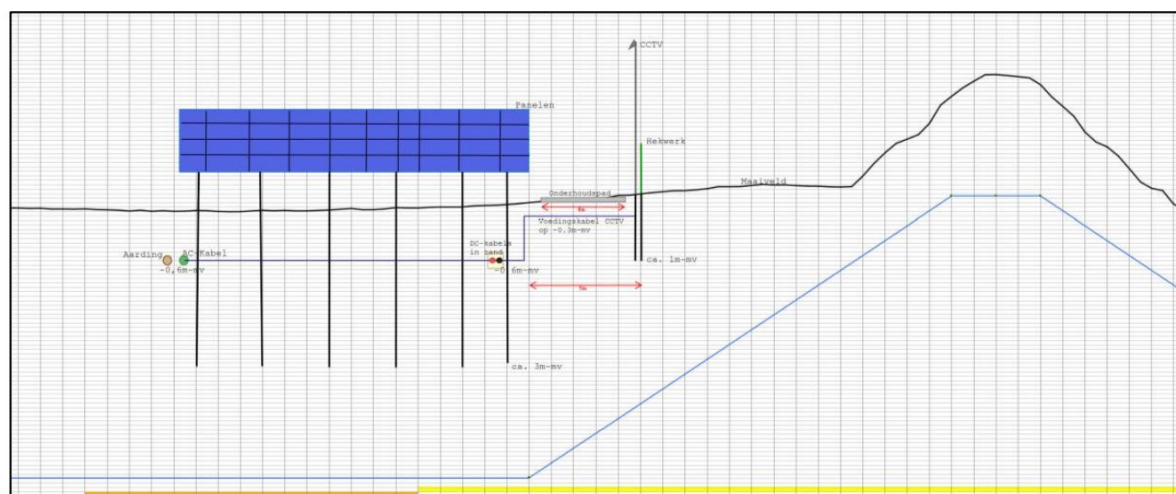 CCTV
Panelen
Hekwerk
Maaiveld
Onderhoudspad
4m
Voedingskabel CCTV
op -0.3m-mv
DC-kabels
in band
Aarding
AC-Kabel
-0,6m-mv
-0.6m-mv
ca. 1m-mv
5m
ca. 3m-mv